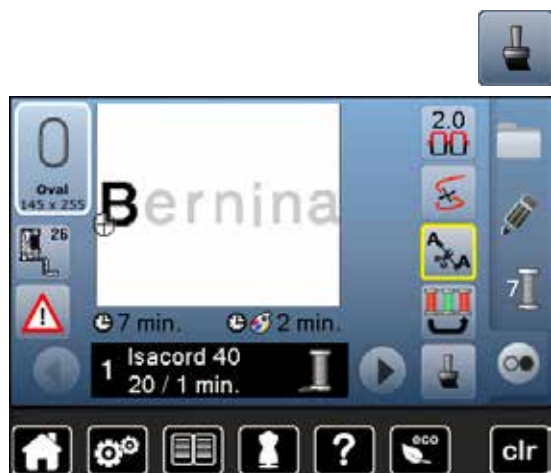 2.0
Oval
145 x 255
Bernina
26
A A
7
7 min.
2 min.
1 Isacord 40
20 / 1 min.
?
eco
clr